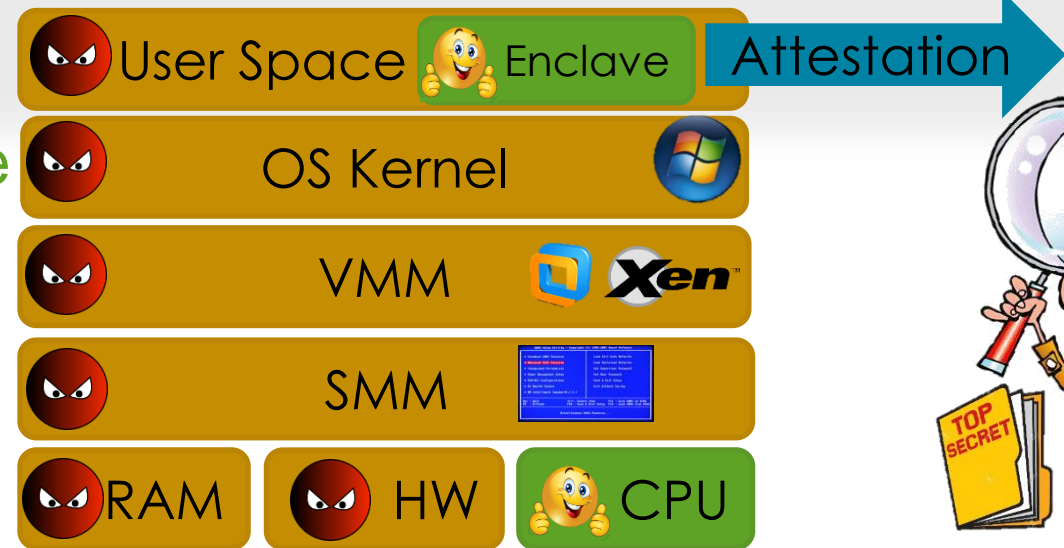 User Space
Enclave
Attestation
e
OS Kernel
VMM
Xen
SMM
RAM
HW
CPU
TOP
SECRET